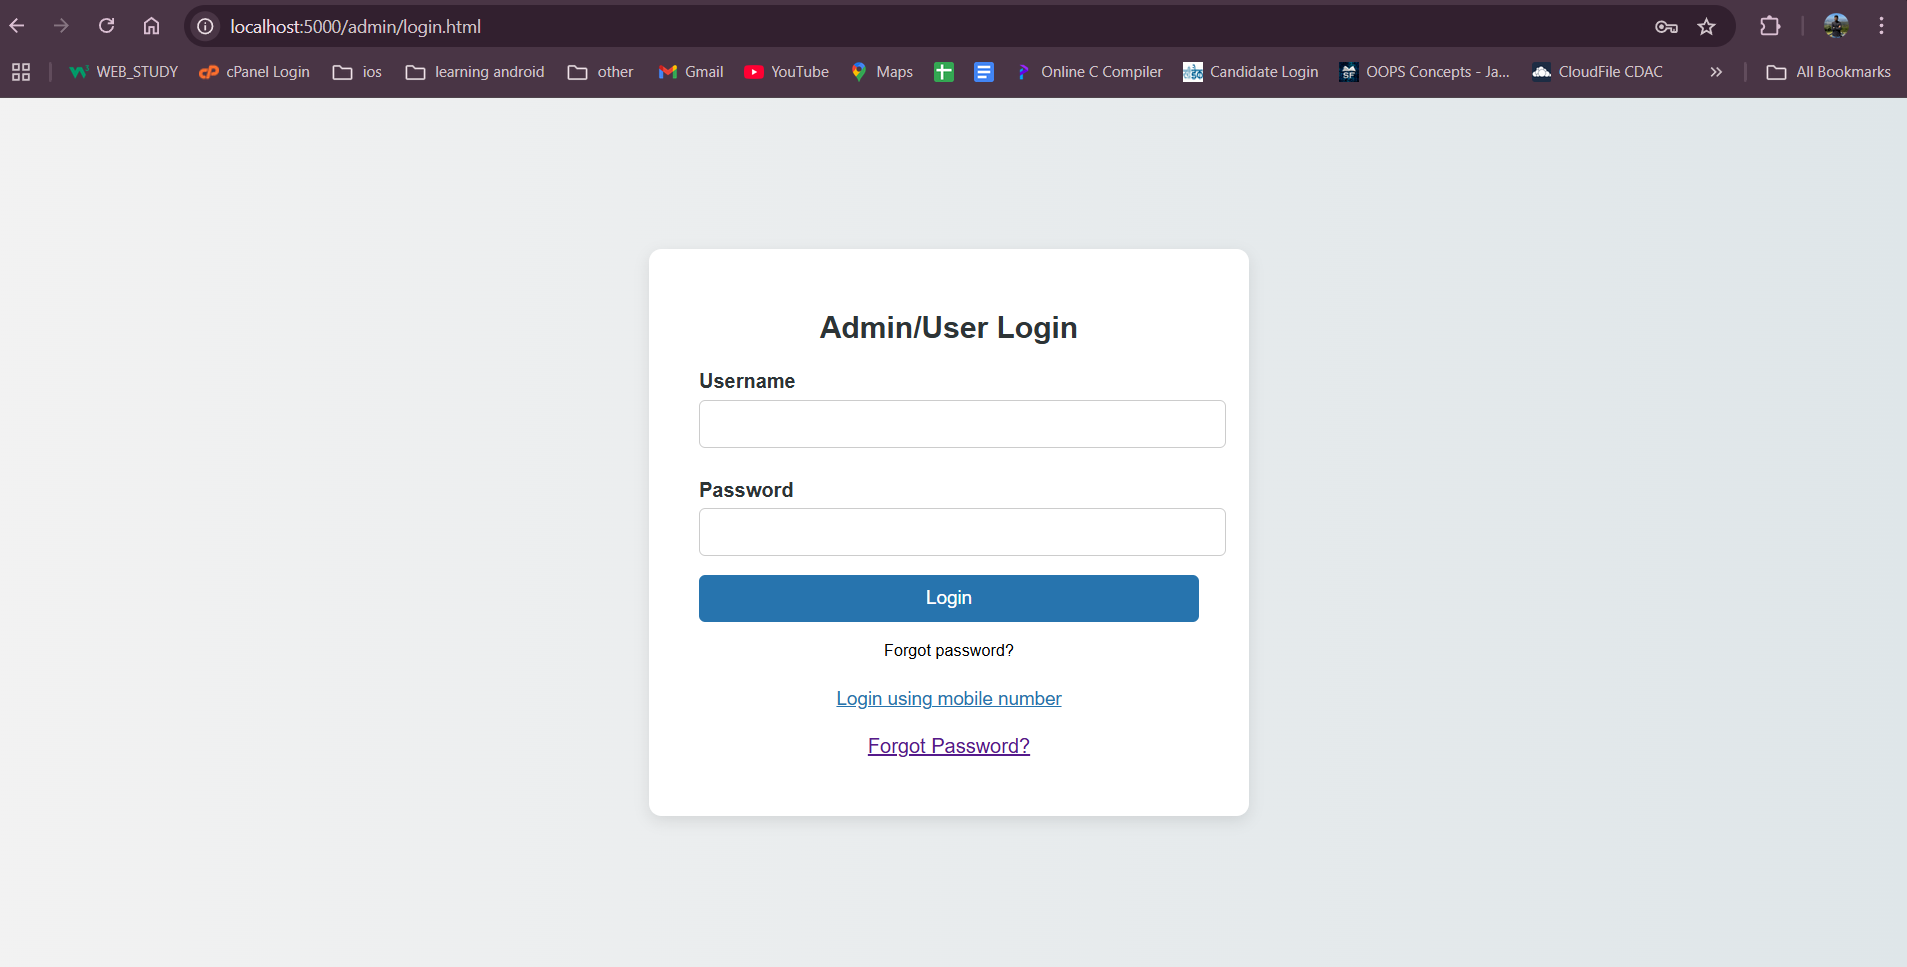 localhost:5000/admin/login.html
WEB_STUDY cPanel Login ios learning android other Gmail YouTube Maps Online C Compiler Candidate Login OOPS Concepts - Ja... CloudFile CDAC » All Bookmarks
Admin/User Login
Username
Password
Login
Forgot password?
Login using mobile number
Forgot Password?